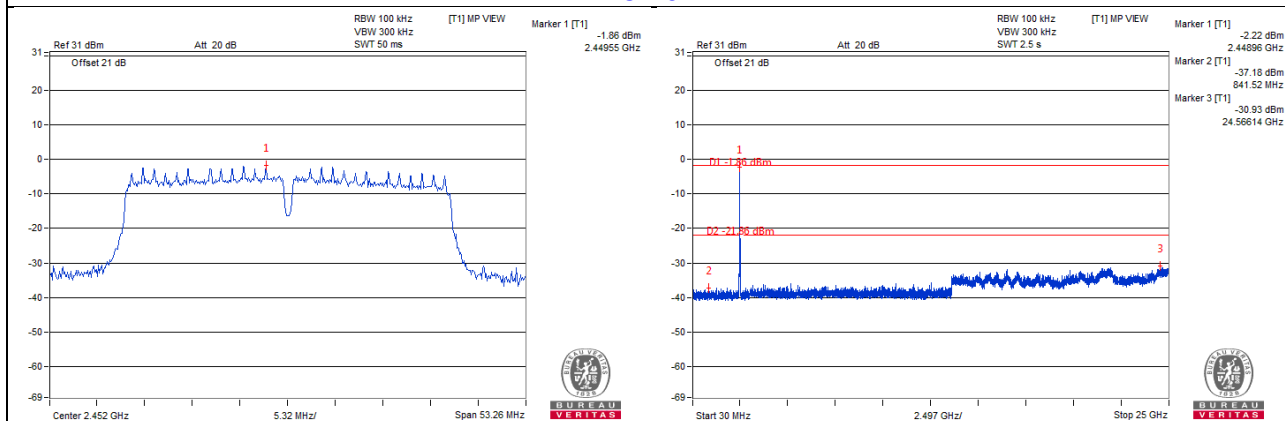 RBW 100 kHz
VBW 300 kHz
SWT 50 ms
[T1] MP VIEW
Marker 1 [T1]
-1.86 dBm
2.44955 GHz
Ref 31 dBm
Att 20 dB
Offset 21 dB
31
20
10
0
-10
-20
-30
-40
-50
-60
-69
1
Center 2.452 GHz
5.32 MHz/
Span 53.26 MHz
BUREAU VERITAS
1828
BUREAU
VERITAS
RBW 100 kHz
VBW 300 kHz
SWT 2.5 s
[T1] MP VIEW
Marker 1 [T1]
-2.22 dBm
2.44896 GHz
Marker 2 [T1]
-37.18 dBm
841.52 MHz
Marker 3 [T1]
-30.93 dBm
24.56614 GHz
Ref 31 dBm
Att 20 dB
Offset 21 dB
31
20
10
0
-10
-20
-30
-40
-50
-60
-69
1
D1 -1.86 dBm
D2 -21.86 dBm
2
3
Start 30 MHz
2.497 GHz/
Stop 25 GHz
BUREAU VERITAS
1828
BUREAU
VERITAS